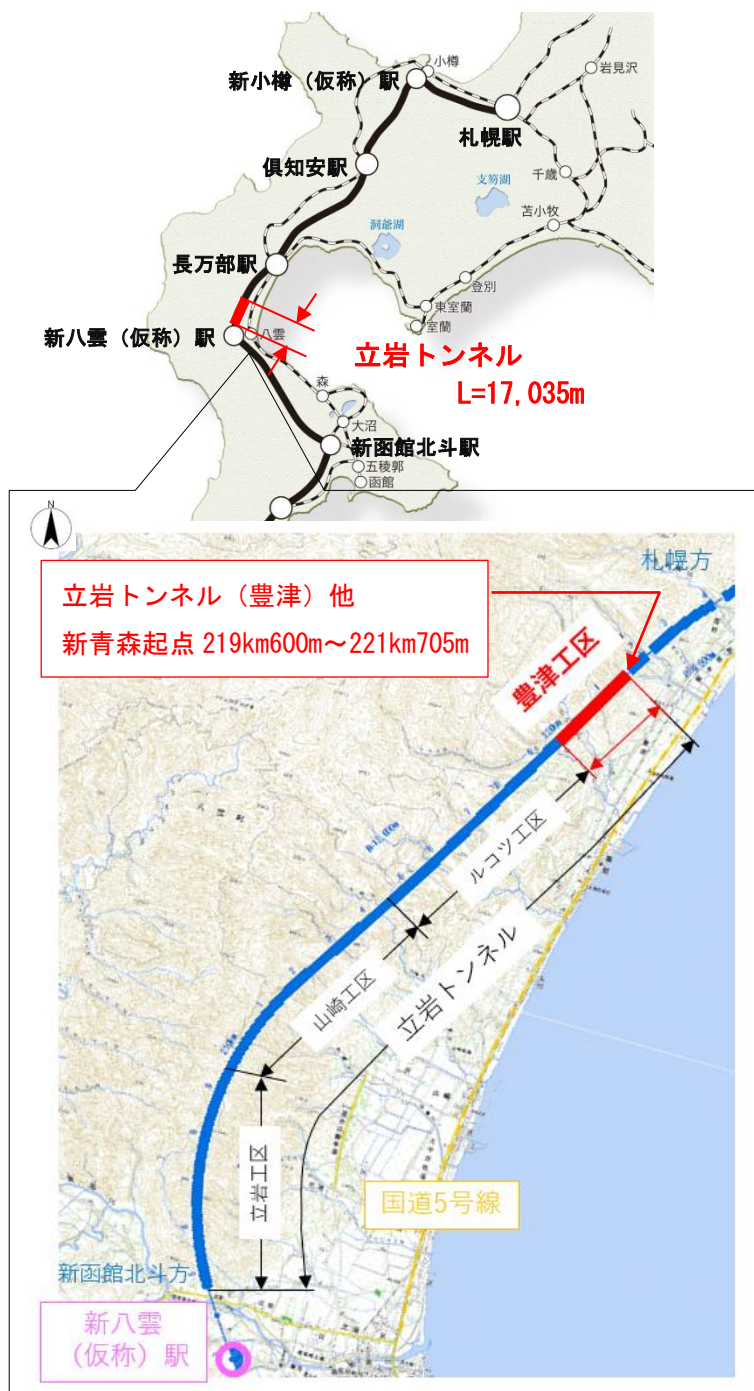 小樽
新小樽（仮称）駅
岩見沢
札幌駅
倶知安駅
千歳
支笏湖
苫小牧
洞爺湖
長万部駅
登別
東室蘭
室蘭
新八雲（仮称）駅
八雲
立岩トンネル
L=17,035m
森
大沼
新函館北斗駅
五稜郭
函館
N
札幌方
立岩トンネル（豊津）他
新青森起点 219km600m～221km705m
豊津工区
ルコツ工区
山崎工区
立岩トンネル
立岩工区
国道5号線
新函館北斗方
新八雲
（仮称）駅